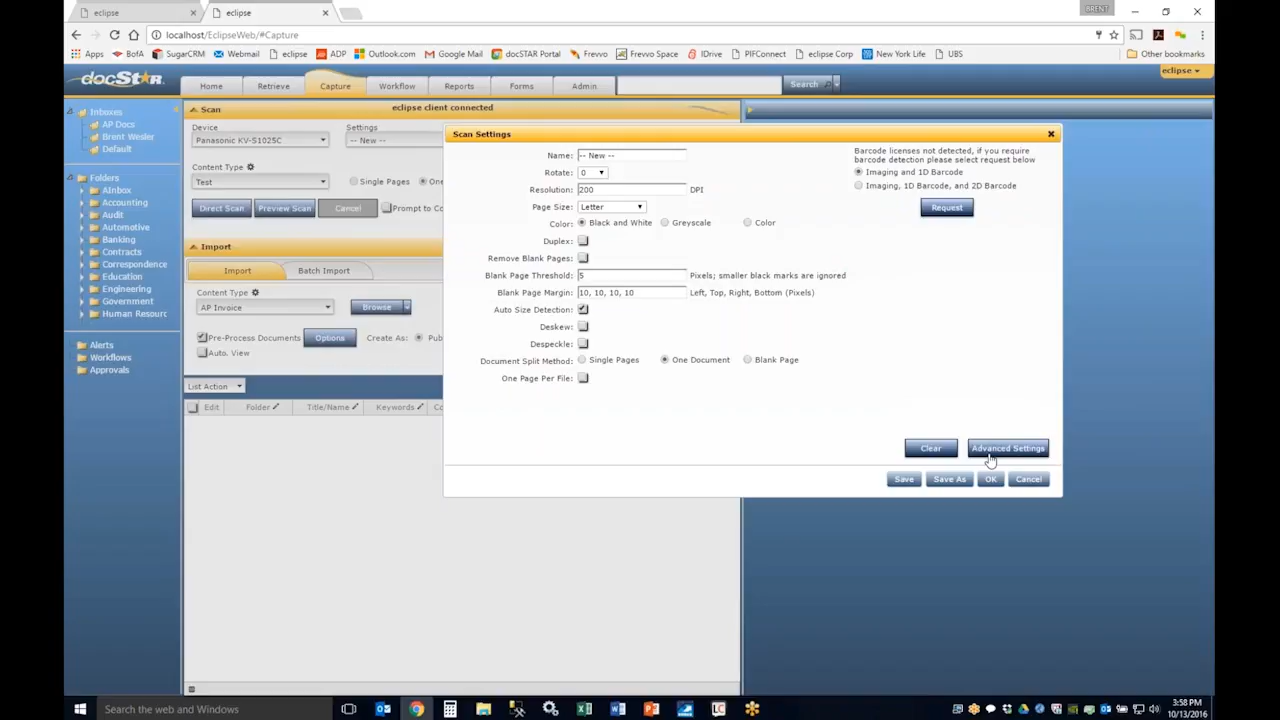 eclipse
eclipse
BRENT
localhost/EclipseWeb/#Capture
Apps BofA SugarCRM Webmail eclipse ADP Outlook.com Google Mail docSTAR Portal Frevvo Frevvo Space IDrive PIFConnect eclipse Corp New York Life UBS Other bookmarks
docSTAR
Home Retrieve Capture Workflow Reports Forms Admin Search
eclipse
Inboxes
AP Docs
Brent Wesler
Default
Folders
AInbox
Accounting
Audit
Automotive
Banking
Contracts
Correspondence
Education
Engineering
Government
Human Resourc
Alerts
Workflows
Approvals
Scan eclipse client connected
Device Settings
Panasonic KV-S1025C -- New --
Content Type
Test Single Pages One
Direct Scan Preview Scan Cancel Prompt to Co
Import
Import Batch Import
Content Type
AP Invoice Browse
Pre-Process Documents Options Create As: Pub
Auto. View
List Action
Edit Folder Title/Name Keywords Co
Scan Settings
Name: -- New --
Rotate: 0
Resolution: 200 DPI
Page Size: Letter
Color: Black and White Greyscale Color
Duplex:
Remove Blank Pages:
Blank Page Threshold: 5 Pixels; smaller black marks are ignored
Blank Page Margin: 10, 10, 10, 10 Left, Top, Right, Bottom (Pixels)
Auto Size Detection:
Deskew:
Despeckle:
Document Split Method: Single Pages One Document Blank Page
One Page Per File:
Barcode licenses not detected, if you require
barcode detection please select request below
Imaging and 1D Barcode
Imaging, 1D Barcode, and 2D Barcode
Request
Clear Advanced Settings
Save Save As OK Cancel
Search the web and Windows
3:58 PM
10/13/2016